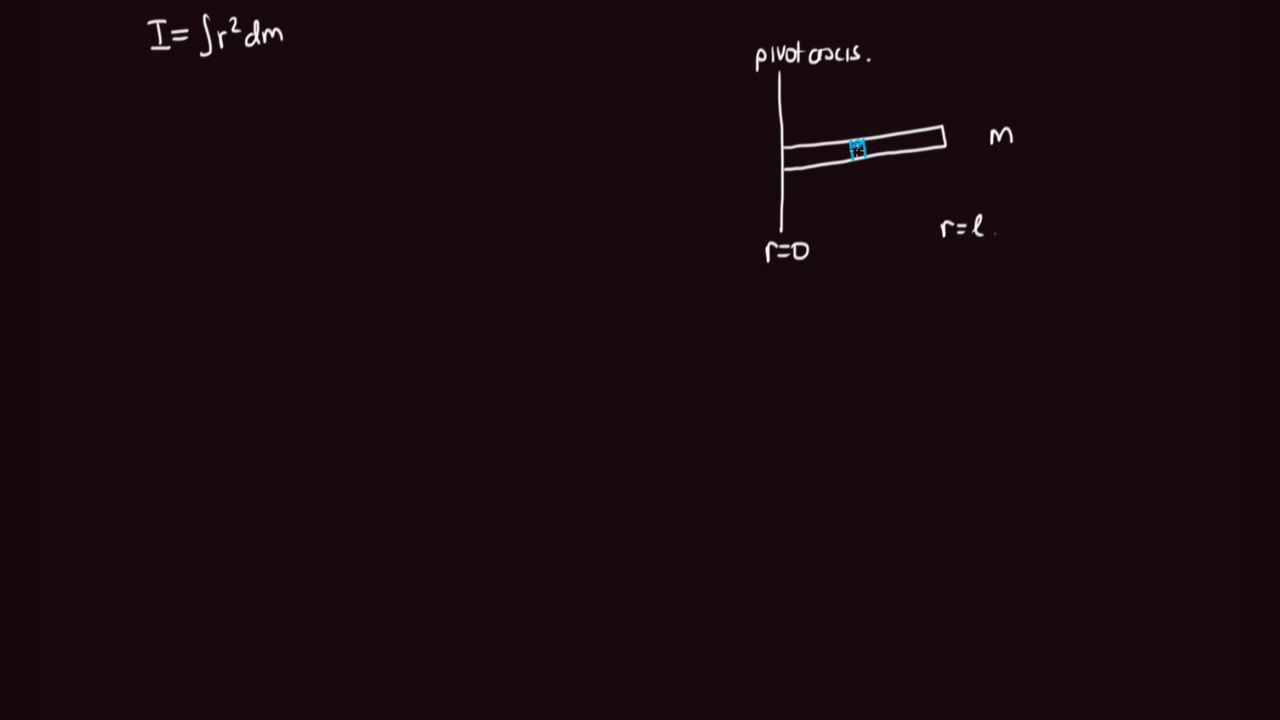 I = ∫r²dm
pivot axis.
m
r=l.
r=0